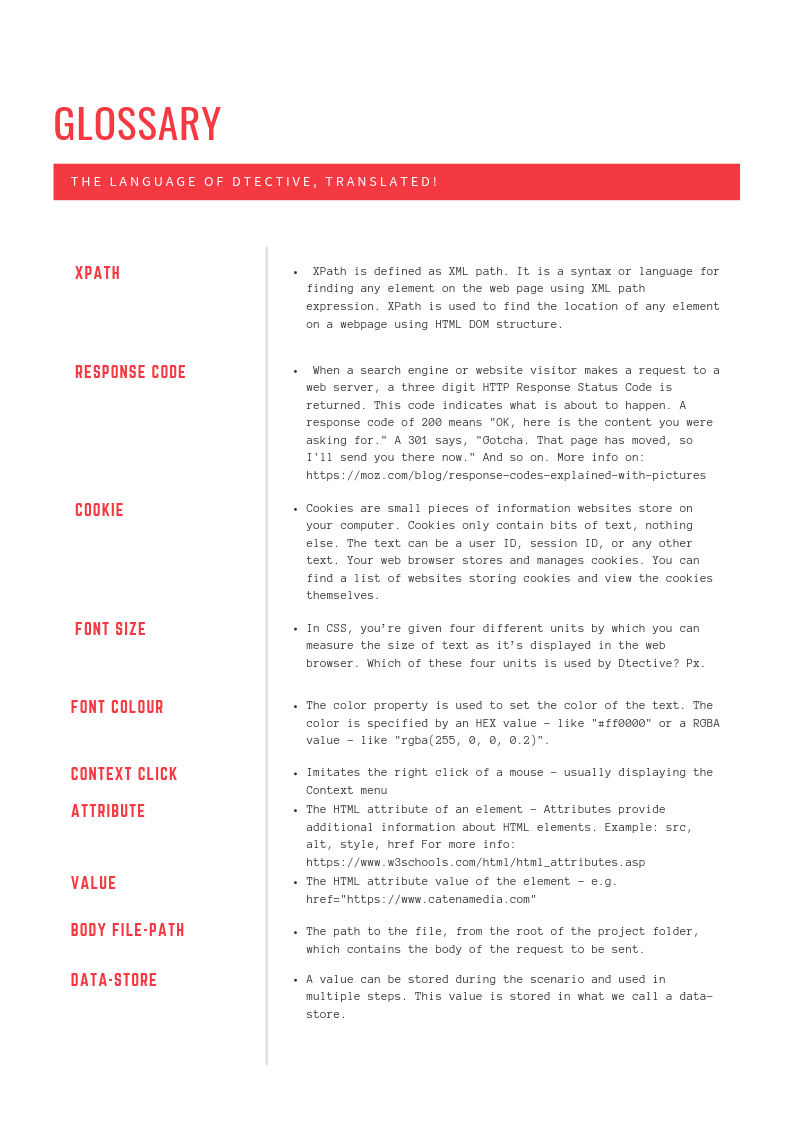 GLOSSARY
THE LANGUAGE OF DTECTIVE, TRANSLATED!
XPATH
• XPath is defined as XML path. It is a syntax or language for
finding any element on the web page using XML path
expression. XPath is used to find the location of any element
on a webpage using HTML DOM structure.
RESPONSE CODE
• When a search engine or website visitor makes a request to a
web server, a three digit HTTP Response Status Code is
returned. This code indicates what is about to happen. A
response code of 200 means "OK, here is the content you were
asking for." A 301 says, "Gotcha. That page has moved, so
I'll send you there now." And so on. More info on:
https://moz.com/blog/response-codes-explained-with-pictures
COOKIE
• Cookies are small pieces of information websites store on
your computer. Cookies only contain bits of text, nothing
else. The text can be a user ID, session ID, or any other
text. Your web browser stores and manages cookies. You can
find a list of websites storing cookies and view the cookies
themselves.
FONT SIZE
• In CSS, you’re given four different units by which you can
measure the size of text as it’s displayed in the web
browser. Which of these four units is used by Dtective? Px.
FONT COLOUR
• The color property is used to set the color of the text. The
color is specified by an HEX value - like "#ff0000" or a RGBA
value - like "rgba(255, 0, 0, 0.2)".
CONTEXT CLICK
• Imitates the right click of a mouse - usually displaying the
Context menu
ATTRIBUTE
• The HTML attribute of an element - Attributes provide
additional information about HTML elements. Example: src,
alt, style, href For more info:
https://www.w3schools.com/html/html_attributes.asp
VALUE
• The HTML attribute value of the element - e.g.
href="https://www.catenamedia.com"
BODY FILE-PATH
• The path to the file, from the root of the project folder,
which contains the body of the request to be sent.
DATA-STORE
• A value can be stored during the scenario and used in
multiple steps. This value is stored in what we call a data-
store.